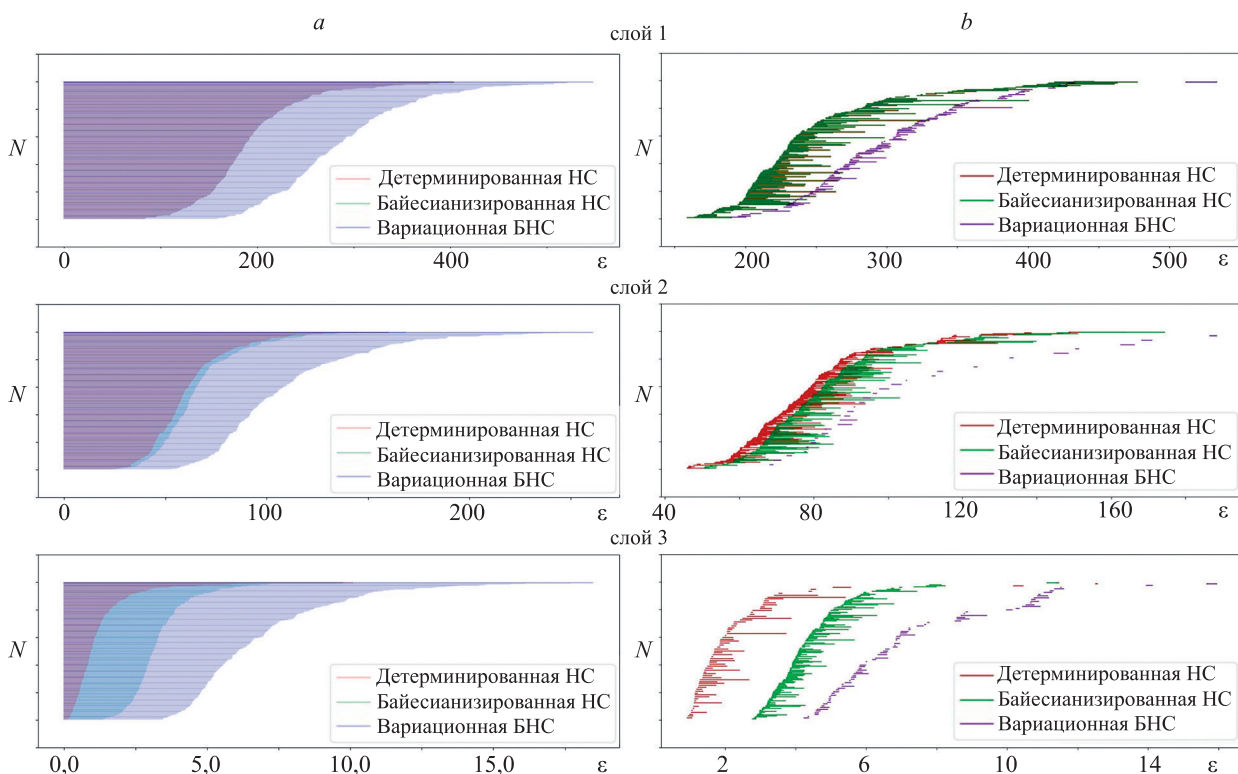 a
b
слой 1
N
Детерминированная НС
Байесианизированная НС
Вариационная БНС
0 200 400 ε
N
Детерминированная НС
Байесианизированная НС
Вариационная БНС
200 300 400 500 ε
слой 2
N
Детерминированная НС
Байесианизированная НС
Вариационная БНС
0 100 200 ε
N
Детерминированная НС
Байесианизированная НС
Вариационная БНС
40 80 120 160 ε
слой 3
N
Детерминированная НС
Байесианизированная НС
Вариационная БНС
0,0 5,0 10,0 15,0 ε
N
Детерминированная НС
Байесианизированная НС
Вариационная БНС
2 4 6 8 10 12 14 ε